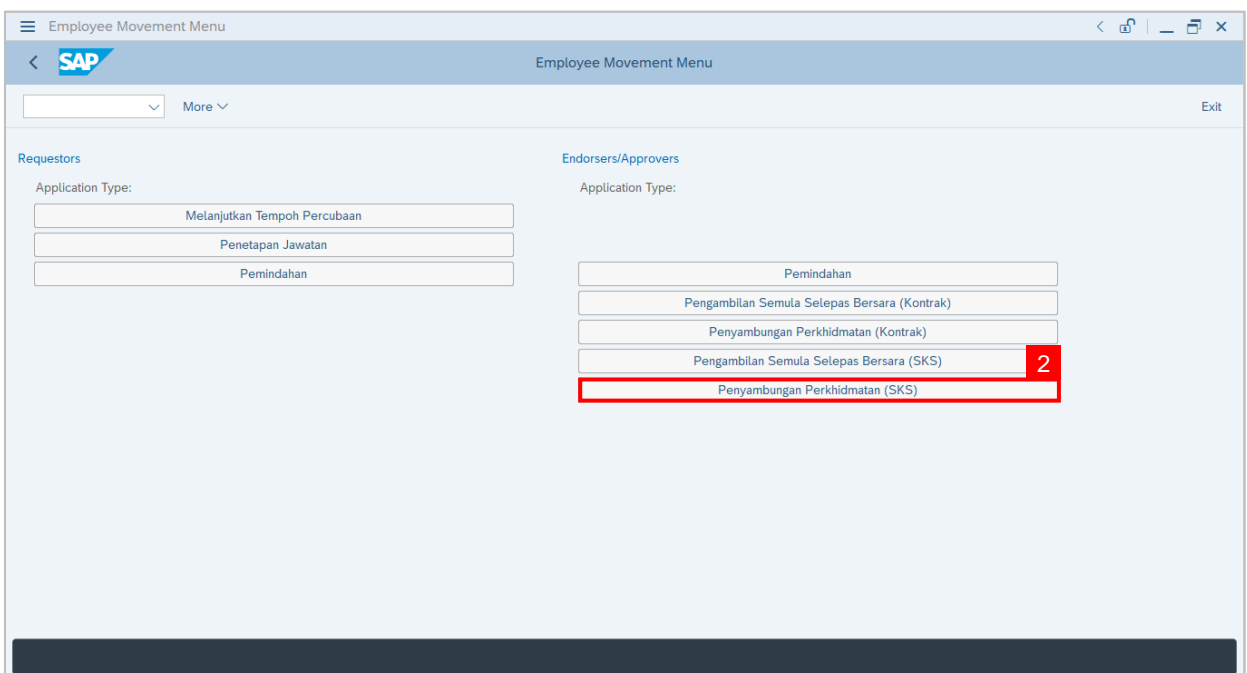 Employee Movement Menu
SAP
Employee Movement Menu
More
Exit
Requestors
Application Type:
Melanjutkan Tempoh Percubaan
Penetapan Jawatan
Pemindahan
Endorsers/Approvers
Application Type:
Pemindahan
Pengambilan Semula Selepas Bersara (Kontrak)
Penyambungan Perkhidmatan (Kontrak)
Pengambilan Semula Selepas Bersara (SKS)
2
Penyambungan Perkhidmatan (SKS)